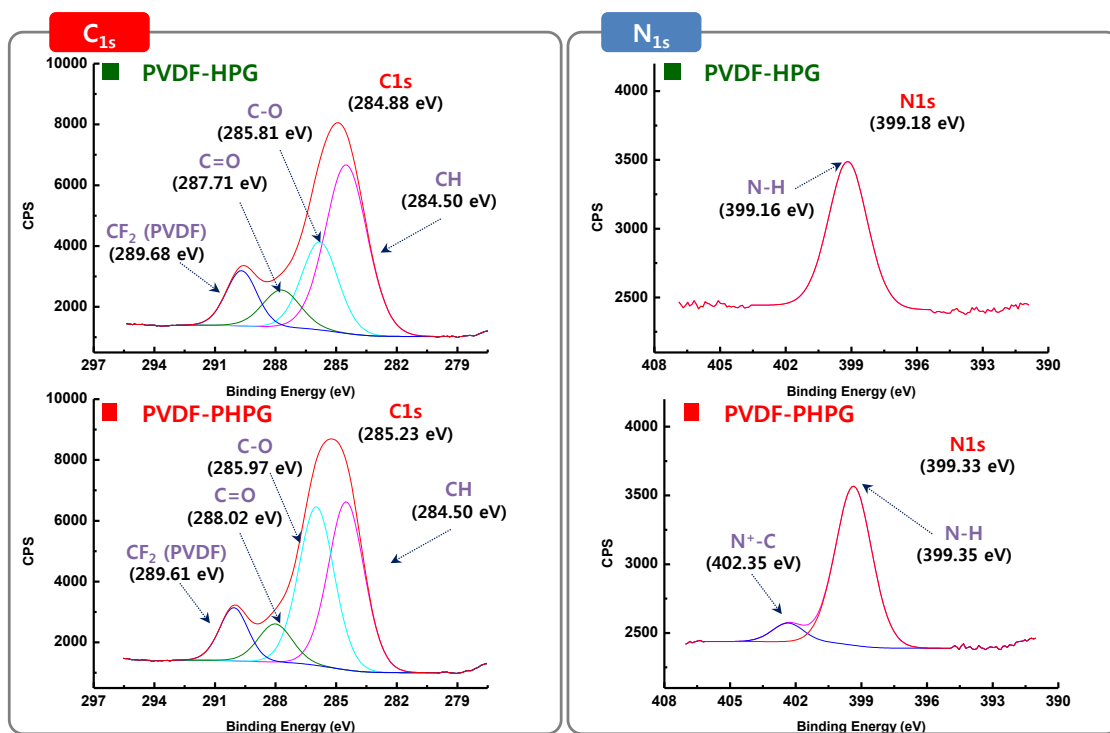 C1s
PVDF-HPG
C1s
(284.88 eV)
C-O
(285.81 eV)
C=O
(287.71 eV)
CH
(284.50 eV)
CF2 (PVDF)
(289.68 eV)
CPS
10000
8000
6000
4000
2000
297 294 291 288 285 282 279
Binding Energy (eV)
PVDF-PHPG
C1s
(285.23 eV)
C-O
(285.97 eV)
C=O
(288.02 eV)
CH
(284.50 eV)
CF2 (PVDF)
(289.61 eV)
CPS
10000
8000
6000
4000
2000
297 294 291 288 285 282 279
Binding Energy (eV)
N1s
PVDF-HPG
N1s
(399.18 eV)
N-H
(399.16 eV)
CPS
4000
3500
3000
2500
408 405 402 399 396 393 390
Binding Energy (eV)
PVDF-PHPG
N1s
(399.33 eV)
N-H
(399.35 eV)
N+-C
(402.35 eV)
CPS
4000
3500
3000
2500
408 405 402 399 396 393 390
Binding Energy (eV)